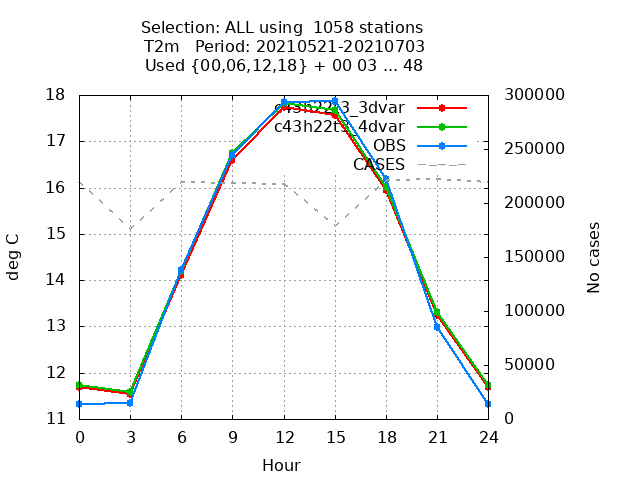 Selection: ALL using  1058 stations
T2m   Period: 20210521-20210703
Used {00,06,12,18} + 00 03 ... 48
18 300000
c43h22t3_3dvar
c43h22t3_4dvar
17 250000
OBS
CASES
16 200000
15 150000
14 100000
13
12 50000
11 0
deg C
No cases
0 3 6 9 12 15 18 21 24
Hour